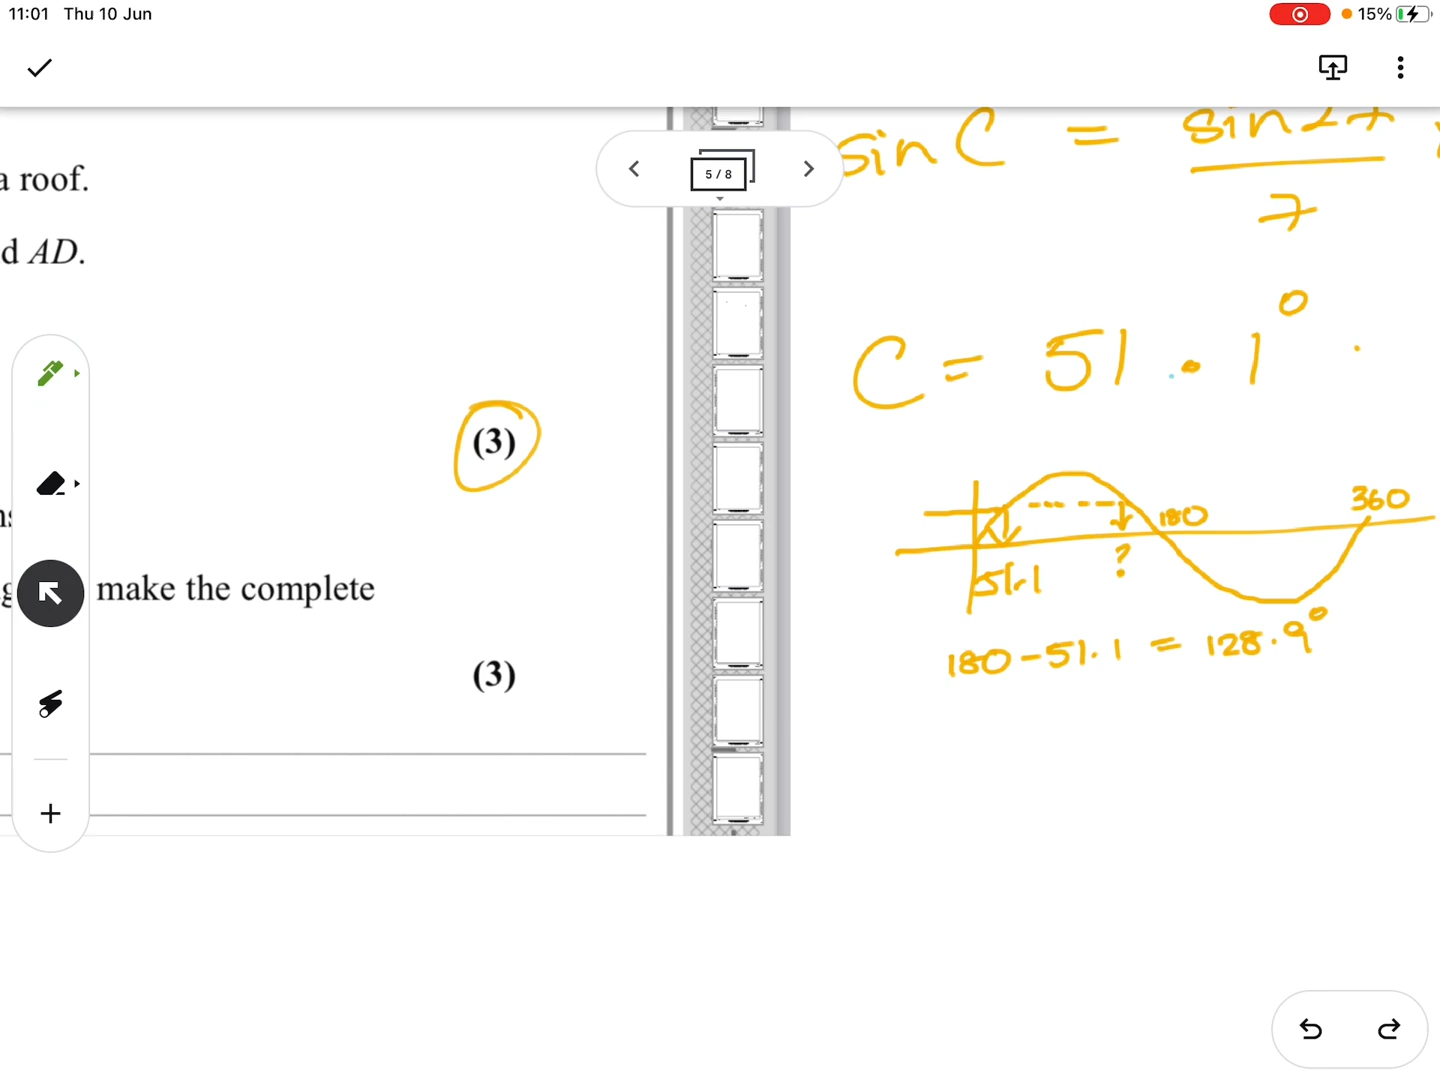 11:01 Thu 10 Jun
15%
a roof.
5 / 8
d AD.
(3)
make the complete
(3)
sin C = sin27
7
C = 51.1°
180
360
51.1
?
180-51.1 = 128.9°